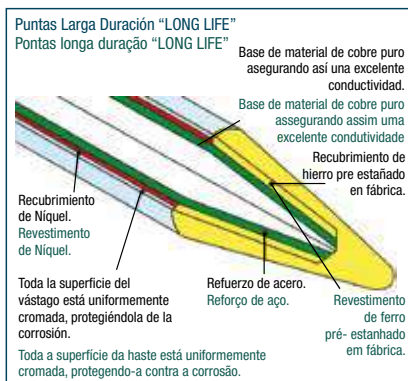 Puntas Larga Duración “LONG LIFE”
Pontas longa duração “LONG LIFE”
Base de material de cobre puro
asegurando así una excelente
conductividad.
Base de material de cobre puro
assegurando assim uma
excelente condutividade
Recubrimiento de
hierro pre estañado
en fábrica.
Recubrimiento
de Níquel.
Revestimento
de Níquel.
Toda la superficie del
vástago está uniformemente
cromada, protegiéndola de la
corrosión.
Refuerzo de acero.
Reforço de aço.
Revestimento
de ferro
pré- estanhado
em fábrica.
Toda a superfície da haste está uniformemente
cromada, protegendo-a contra a corrosão.